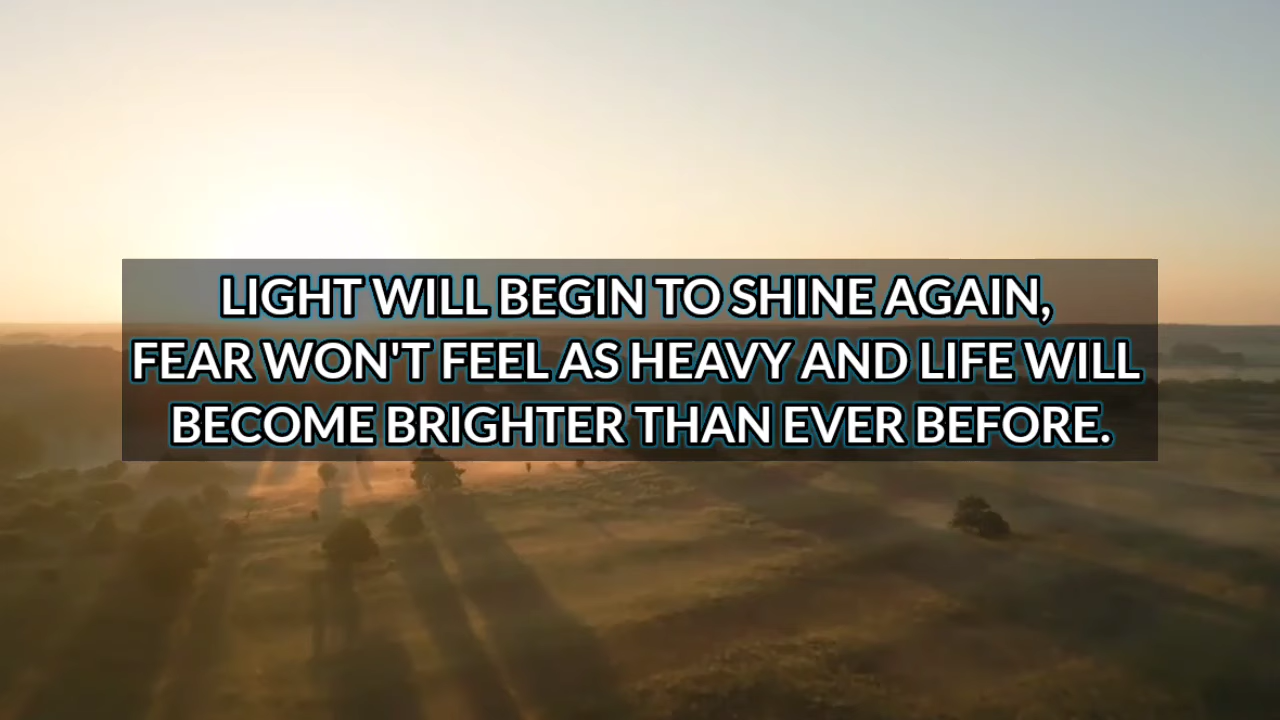 LIGHT WILL BEGIN TO SHINE AGAIN,
FEAR WON'T FEEL AS HEAVY AND LIFE WILL
BECOME BRIGHTER THAN EVER BEFORE.